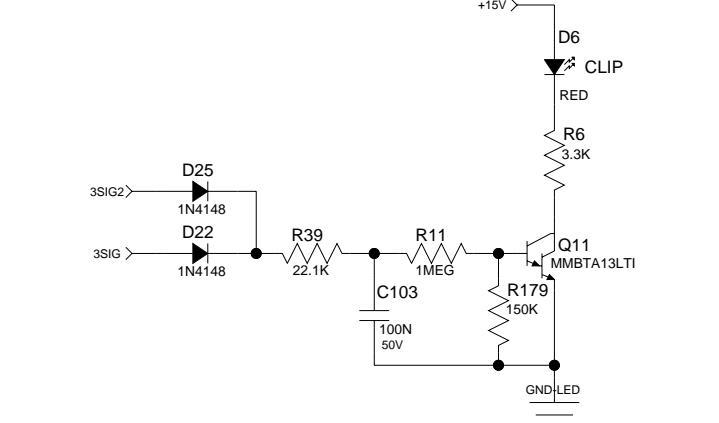 +15V
D6
CLIP
RED
R6
3.3K
D25
3SIG2
1N4148
D22
3SIG
1N4148
R39
22.1K
R11
1MEG
Q11
MMBTA13LTI
C103
100N
50V
R179
150K
GND-LED